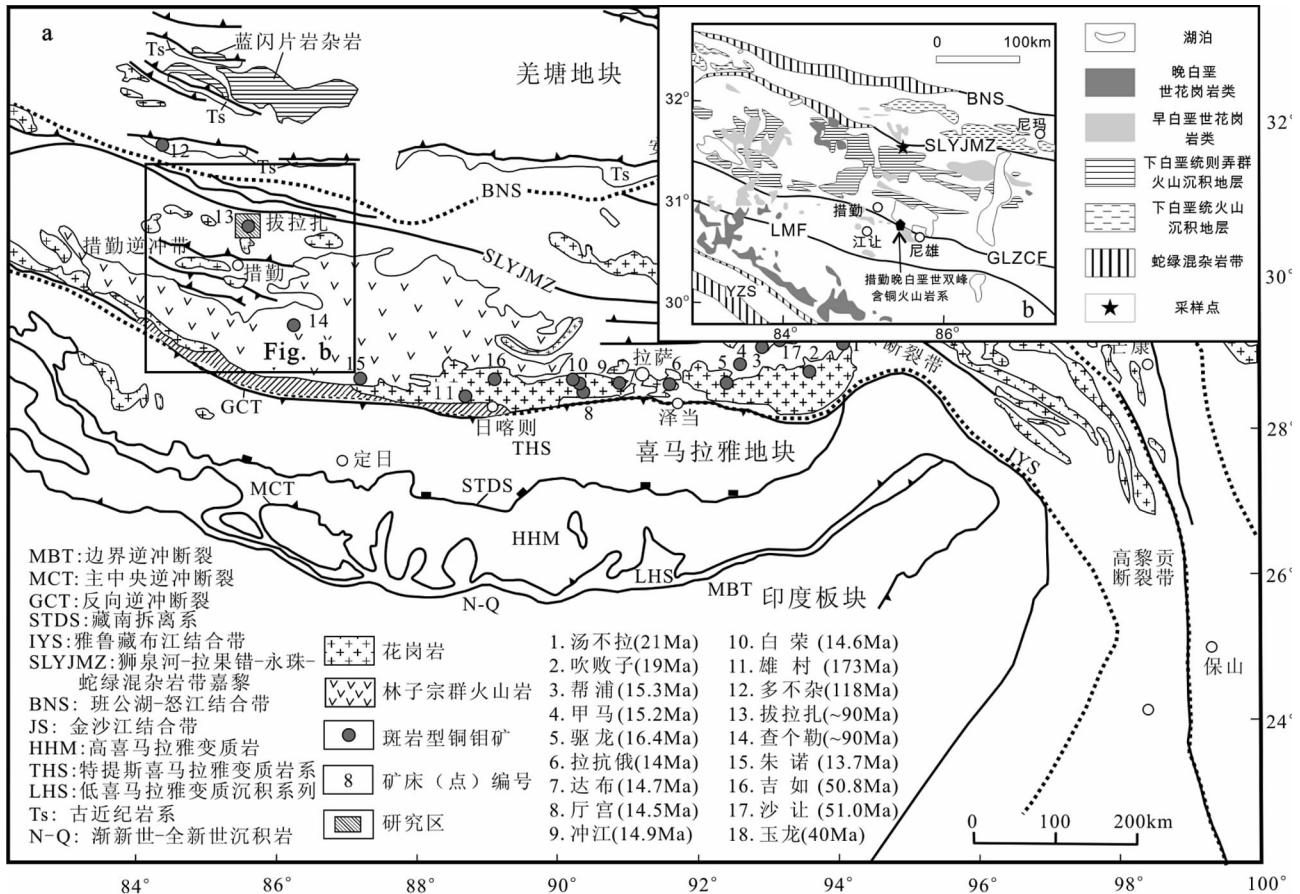 a
蓝闪片岩杂岩
Ts
羌塘地块
Ts
12
Ts
Ts
BNS
13
拔拉扎
措勤逆冲带
措勤
SLYJMZ
14
Fig. b
15
16
10
9
7
拉萨
6
5
4
3
17
2
1
断裂带
11
8
GCT
日喀则
THS
泽当
喜马拉雅地块
定日
MCT
STDS
HHM
LHS
MBT
N-Q
印度板块
IYS
高黎贡
断裂带
保山
32°
30°
28°
26°
24°
84°
86°
88°
90°
92°
94°
96°
98°
100°
0
100
200km
0
100km
32°
31°
30°
84°
86°
BNS
尼玛
SLYJMZ
措勤
LMF
江让
尼雄
GLZCF
YZS
措勤晚白垩世双峰
含铜火山岩系
b
湖泊
晚白垩
世花岗岩类
早白垩世花岗
岩类
下白垩统则弄群
火山沉积地层
下白垩统火山
沉积地层
蛇绿混杂岩带
采样点
MBT:边界逆冲断裂
MCT:主中央逆冲断裂
GCT:反向逆冲断裂
STDS:藏南拆离系
IYS:雅鲁藏布江结合带
SLYJMZ:狮泉河-拉果错-永珠-
蛇绿混杂岩带嘉黎
BNS: 班公湖-怒江结合带
JS: 金沙江结合带
HHM:高喜马拉雅变质岩
THS:特提斯喜马拉雅变质岩系
LHS:低喜马拉雅变质沉积系列
Ts: 古近纪岩系
N-Q: 渐新世-全新世沉积岩
花岗岩
林子宗群火山岩
斑岩型铜钼矿
8
矿床（点）编号
研究区
1. 汤不拉(21Ma)
2. 吹败子(19Ma)
3. 帮浦(15.3Ma)
4. 甲马(15.2Ma)
5. 驱龙(16.4Ma)
6. 拉抗俄(14Ma)
7. 达布(14.7Ma)
8. 厅宫(14.5Ma)
9. 冲江(14.9Ma)
10. 白荣(14.6Ma)
11. 雄村(173Ma)
12. 多不杂(118Ma)
13. 拔拉扎(~90Ma)
14. 查个勒(~90Ma)
15. 朱诺(13.7Ma)
16. 吉如(50.8Ma)
17. 沙让(51.0Ma)
18. 玉龙(40Ma)